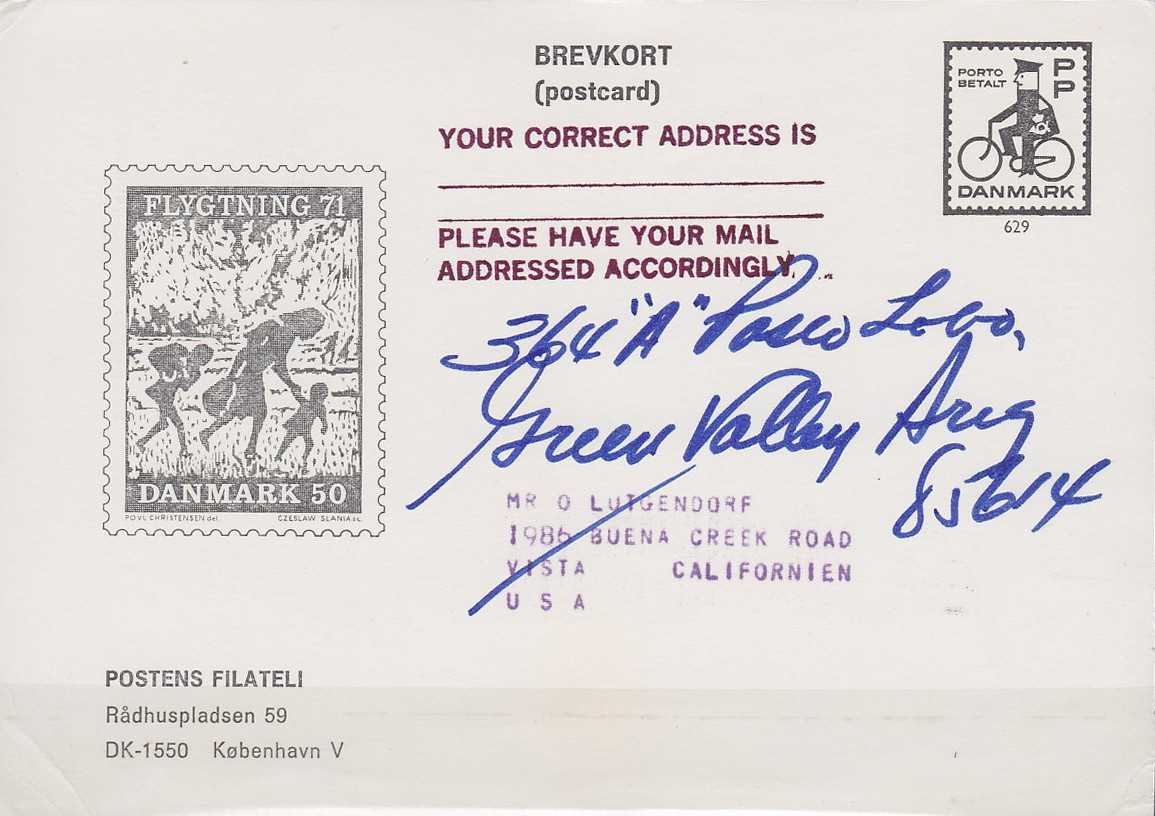 BREVKORT
(postcard)
PORTO
BETALT
P
P
DANMARK
629
YOUR CORRECT ADDRESS IS
PLEASE HAVE YOUR MAIL
ADDRESSED ACCORDINGLY.
FLYGTNING 71
DANMARK 50
POVL CHRISTENSEN del. CZESLAW SLANIA sc.
364 "A" Paseo Lobo,
Green Valley Ariz
85614
MR O LUTGENDORF
1986 BUENA CREEK ROAD
VISTA CALIFORNIEN
U S A
POSTENS FILATELI
Rådhuspladsen 59
DK-1550 København V